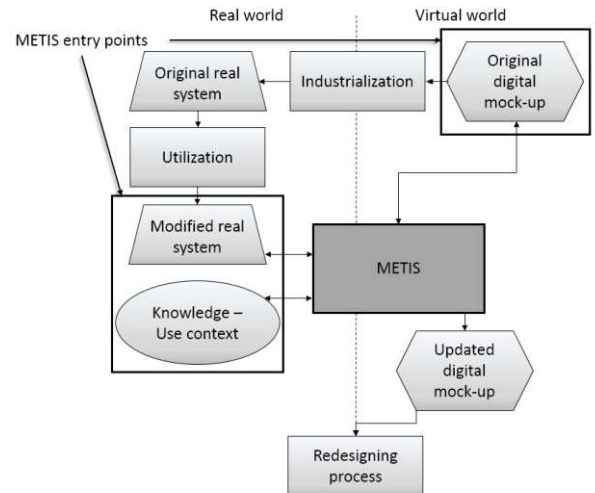 Real world
Virtual world
METIS entry points
Original real
system
Industrialization
Original
digital
mock-up
Utilization
Modified real
system
METIS
Knowledge –
Use context
Updated
digital
mock-up
Redesigning
process